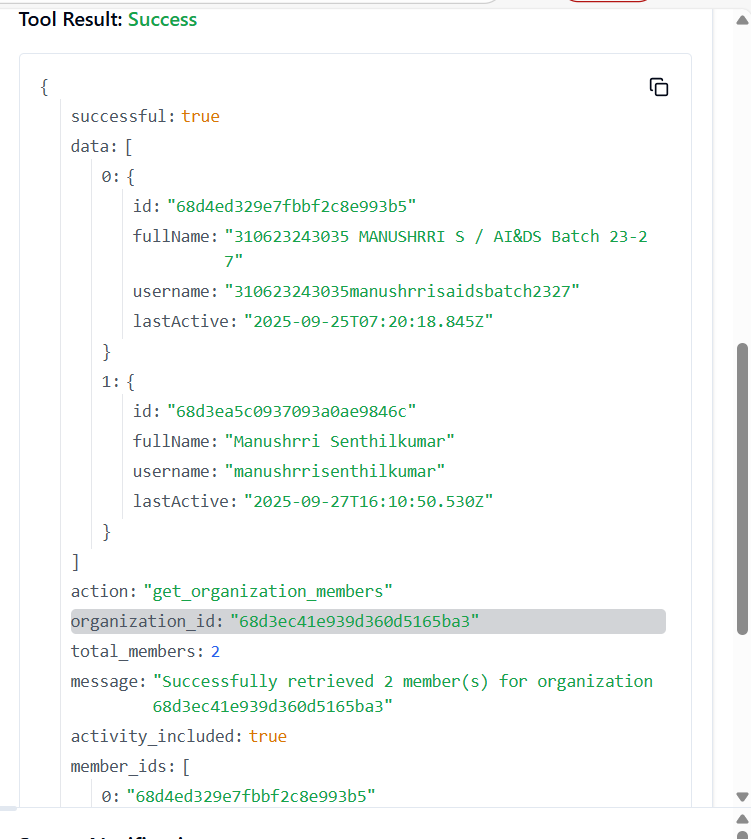 Tool Result: Success
{
successful: true
data: [
0: {
id: "68d4ed329e7fbbf2c8e993b5"
fullName: "310623243035 MANUSHRRI S / AI&DS Batch 23-2
7"
username: "310623243035manushrrisaidsbatch2327"
lastActive: "2025-09-25T07:20:18.845Z"
}
1: {
id: "68d3ea5c0937093a0ae9846c"
fullName: "Manushrri Senthilkumar"
username: "manushrrisenthilkumar"
lastActive: "2025-09-27T16:10:50.530Z"
}
]
action: "get_organization_members"
organization_id: "68d3ec41e939d360d5165ba3"
total_members: 2
message: "Successfully retrieved 2 member(s) for organization
68d3ec41e939d360d5165ba3"
activity_included: true
member_ids: [
0: "68d4ed329e7fbbf2c8e993b5"